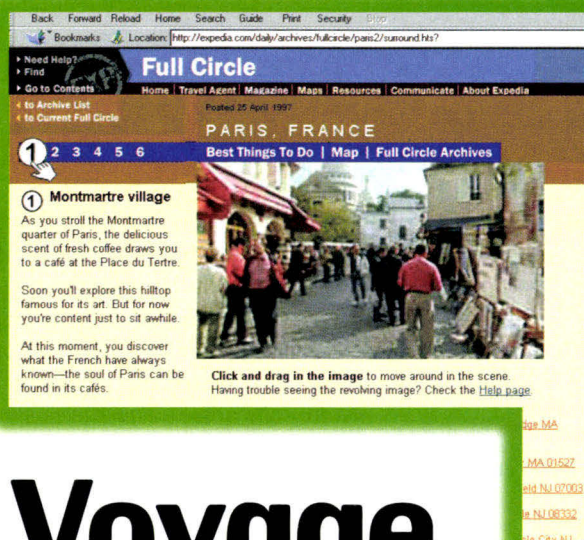 Back Forward Reload Home Search Guide Print Security Stop
Bookmarks Location: http://expedia.com/daily/archives/fullcircle/paris2/surround.hts?
Need Help?
Find
Go to Contents
to Archive List
to Current Full Circle
Full Circle
Home | Travel Agent | Magazine | Maps | Resources | Communicate | About Expedia
Posted 25 April 1997
PARIS, FRANCE
1 2 3 4 5 6
Best Things To Do | Map | Full Circle Archives
1 Montmartre village
As you stroll the Montmartre
quarter of Paris, the delicious
scent of fresh coffee draws you
to a café at the Place du Tertre.
Soon you'll explore this hilltop
famous for its art. But for now
you're content just to sit awhile.
At this moment, you discover
what the French have always
known—the soul of Paris can be
found in its cafés.
Click and drag in the image to move around in the scene.
Having trouble seeing the revolving image? Check the Help page.
dge MA
MA 01527
eld NJ 07003
le NJ 08332
City NJ
Voyage